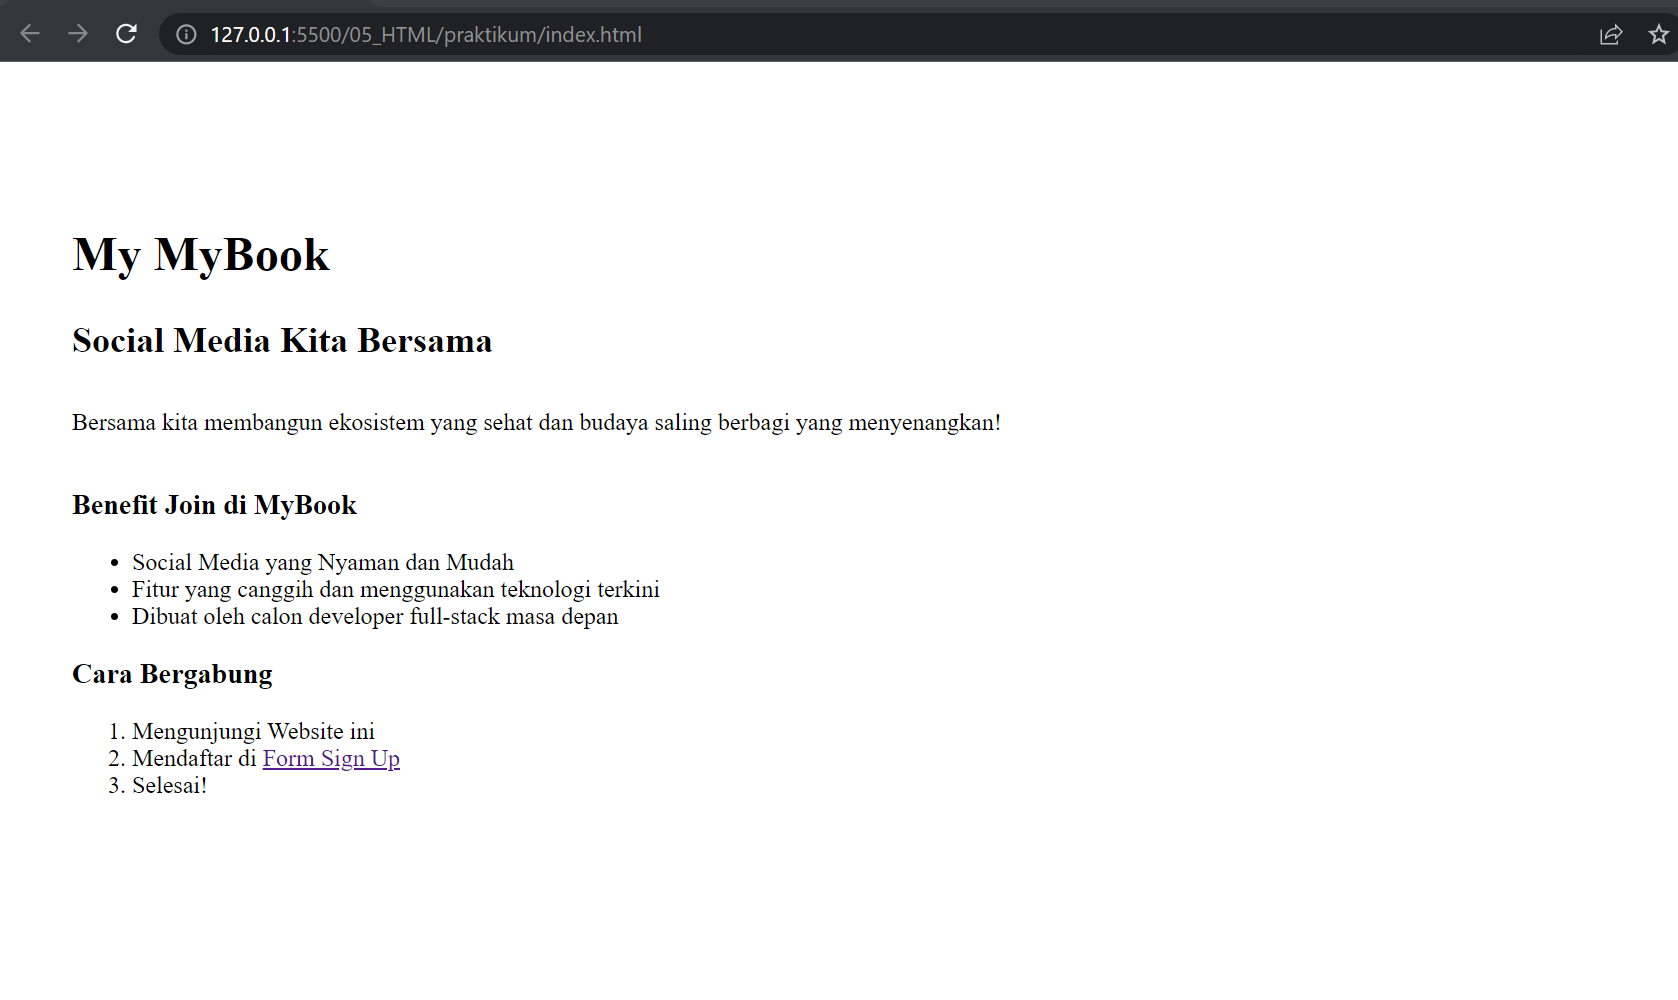 127.0.0.1:5500/05_HTML/praktikum/index.html
My MyBook
Social Media Kita Bersama
Bersama kita membangun ekosistem yang sehat dan budaya saling berbagi yang menyenangkan!
Benefit Join di MyBook
• Social Media yang Nyaman dan Mudah
• Fitur yang canggih dan menggunakan teknologi terkini
• Dibuat oleh calon developer full-stack masa depan
Cara Bergabung
1. Mengunjungi Website ini
2. Mendaftar di Form Sign Up
3. Selesai!